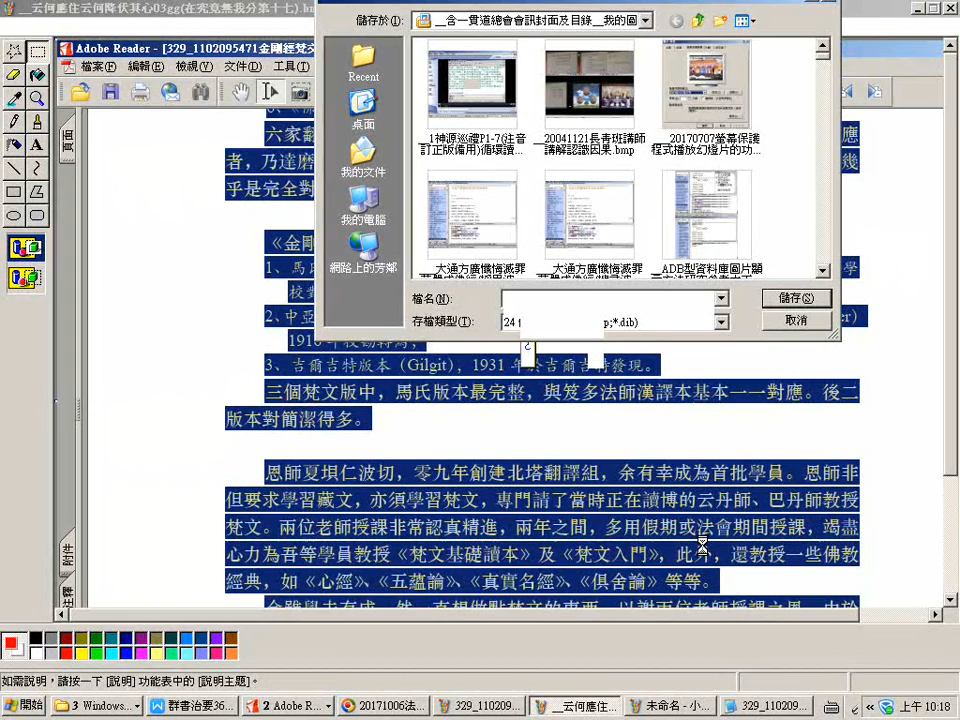 __云何應住云何降伏其心03gg(在究竟無我分第十七).b
儲存於(I):
__含一貫道總會會訊封面及目錄__我的圖
Adobe Reader - [329_1102095471金剛經梵
檔案(F) 編輯(E) 檢視(V) 文件(D) 工具(T)
Recent
桌面
我的文件
我的電腦
網路上的芳鄰
_1神源巡禮P1-7(注音訂正版備用)循環讀...
_20041121長青班講師講解認識因果.bmp
20170707螢幕保護程式播放幻燈片的功...
大通方廣懺悔滅罪
大通方廣懺悔滅罪
ADB型資料庫圖片顯
檔名(N):
儲存(S)
存檔類型(T):
24
p;*.dib)
取消
頁面
附件
註釋
六家翻
應
者，乃達磨
幾
乎是完全對
《金剛
1、馬
學
校
2、中亞
er)
191
3、吉爾吉特版本（Gilgit），1931 年於吉爾吉特發現。
三個梵文版中，馬氏版本最完整，與笈多法師漢譯本基本一一對應。後二
版本對簡潔得多。
恩師夏垻仁波切，零九年創建北塔翻譯組，余有幸成為首批學員。恩師非
但要求學習藏文，亦須學習梵文，專門請了當時正在讀博的云丹師、巴丹師教授
梵文。兩位老師授課非常認真精進，兩年之間，多用假期或法會期間授課，竭盡
心力為吾等學員教授《梵文基礎讀本》及《梵文入門》，此外，還教授一些佛教
經典，如《心經》、《五蘊論》、《真實名經》、《俱舍論》等等。
如需說明，請按一下 [說明] 功能表中的 [說明主題]。
開始
3 Windows...
群書治要36...
2 Adobe R...
20171006法...
329_110209...
__云何應住...
未命名 - 小...
329_110209...
上午 10:18